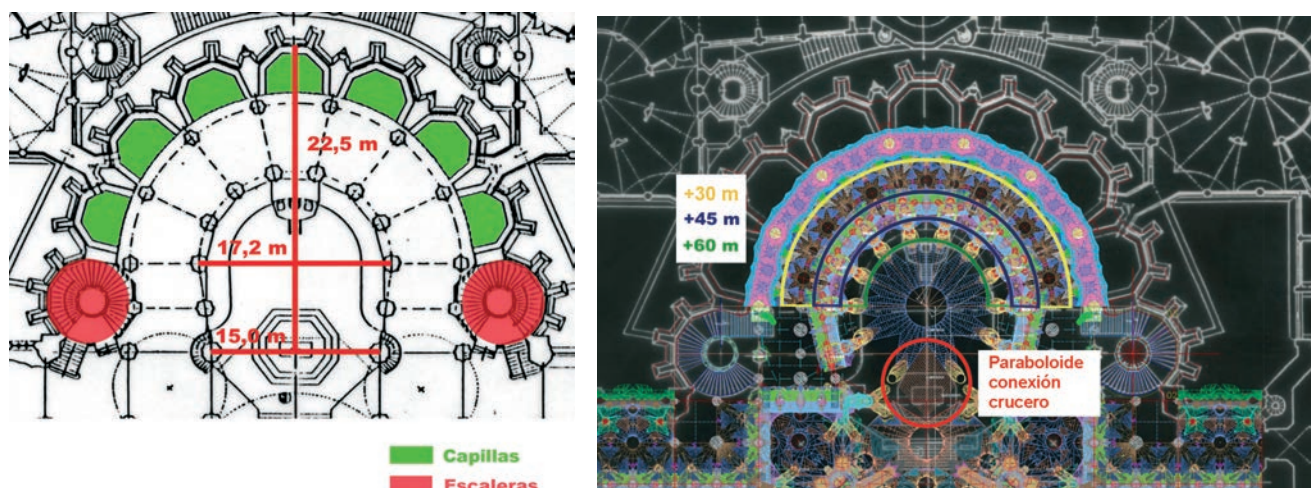 22,5 m
17,2 m
15,0 m
Capillas
Escaleras
+30 m
+45 m
+60 m
Paraboloide
conexión
crucero